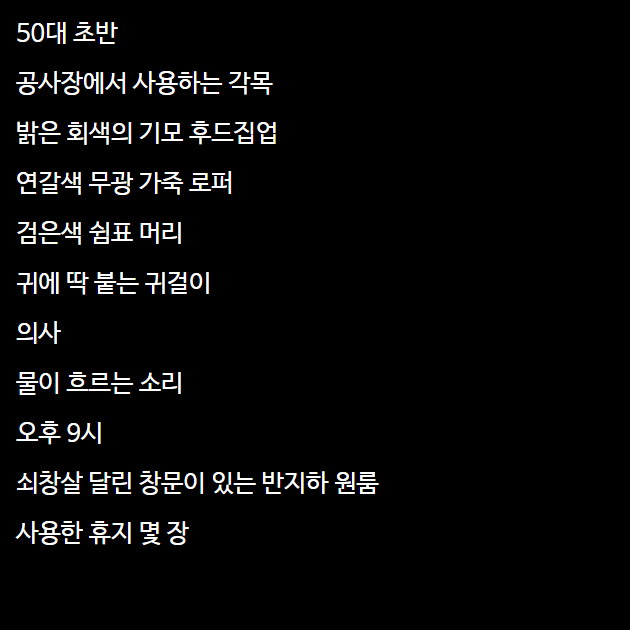 50대 초반
공사장에서 사용하는 각목
밝은 회색의 기모 후드집업
연갈색 무광 가죽 로퍼
검은색 쉼표 머리
귀에 딱 붙는 귀걸이
의사
물이 흐르는 소리
오후 9시
쇠창살 달린 창문이 있는 반지하 원룸
사용한 휴지 몇 장